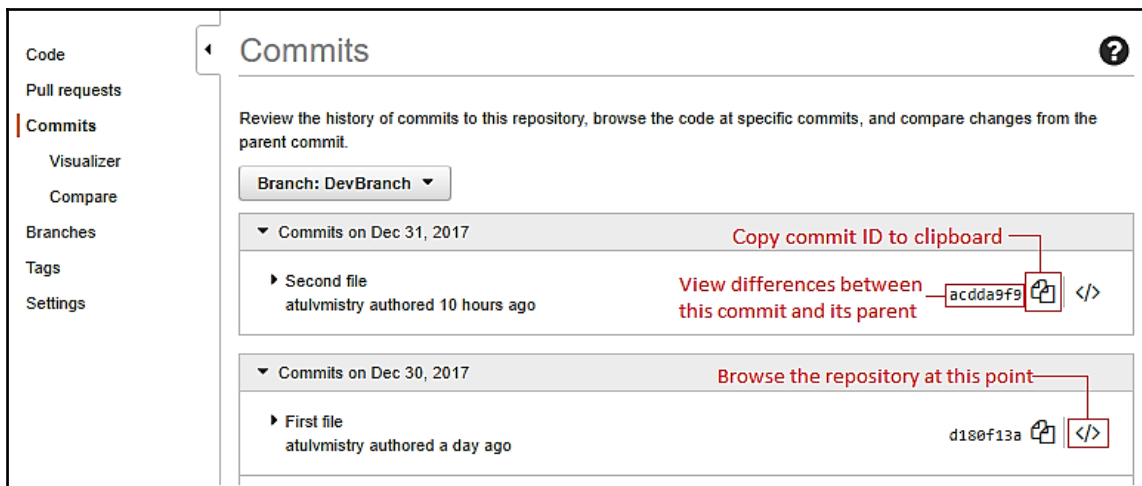 Code
Pull requests
Commits
Visualizer
Compare
Branches
Tags
Settings
Commits
Review the history of commits to this repository, browse the code at specific commits, and compare changes from the
parent commit.
Branch: DevBranch
Commits on Dec 31, 2017
Copy commit ID to clipboard
Second file
atulvmistry authored 10 hours ago
View differences between
this commit and its parent
acdda9f9
</>
Commits on Dec 30, 2017
Browse the repository at this point
First file
atulvmistry authored a day ago
d180f13a
</>